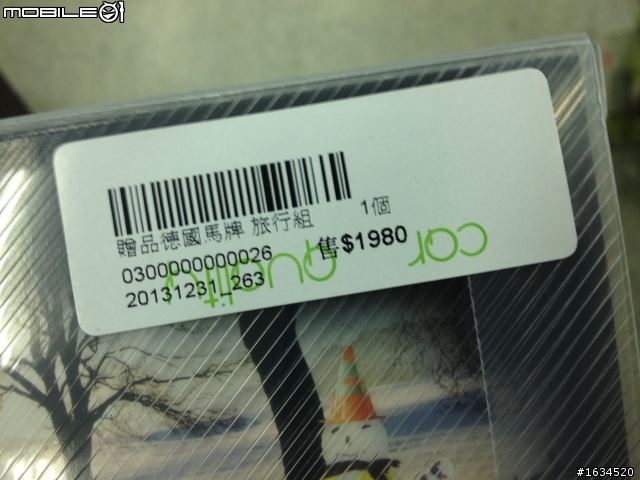 MOBILE01
贈品德國馬牌 旅行組 1個
0300000000026 售$1980
20131231_263
car
quality
#1634520